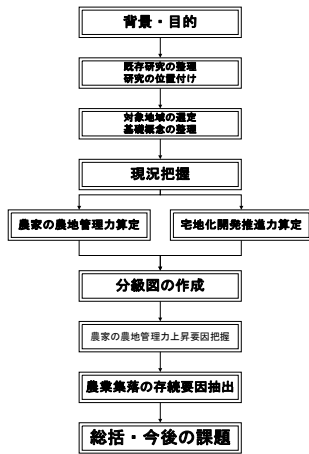 背景・目的
既存研究の整理
研究の位置付け
対象地域の選定
基礎概念の整理
現況把握
農家の農地管理力算定
宅地化開発推進力算定
分級図の作成
農家の農地管理力上昇要因把握
農業集落の存続要因抽出
総括・今後の課題